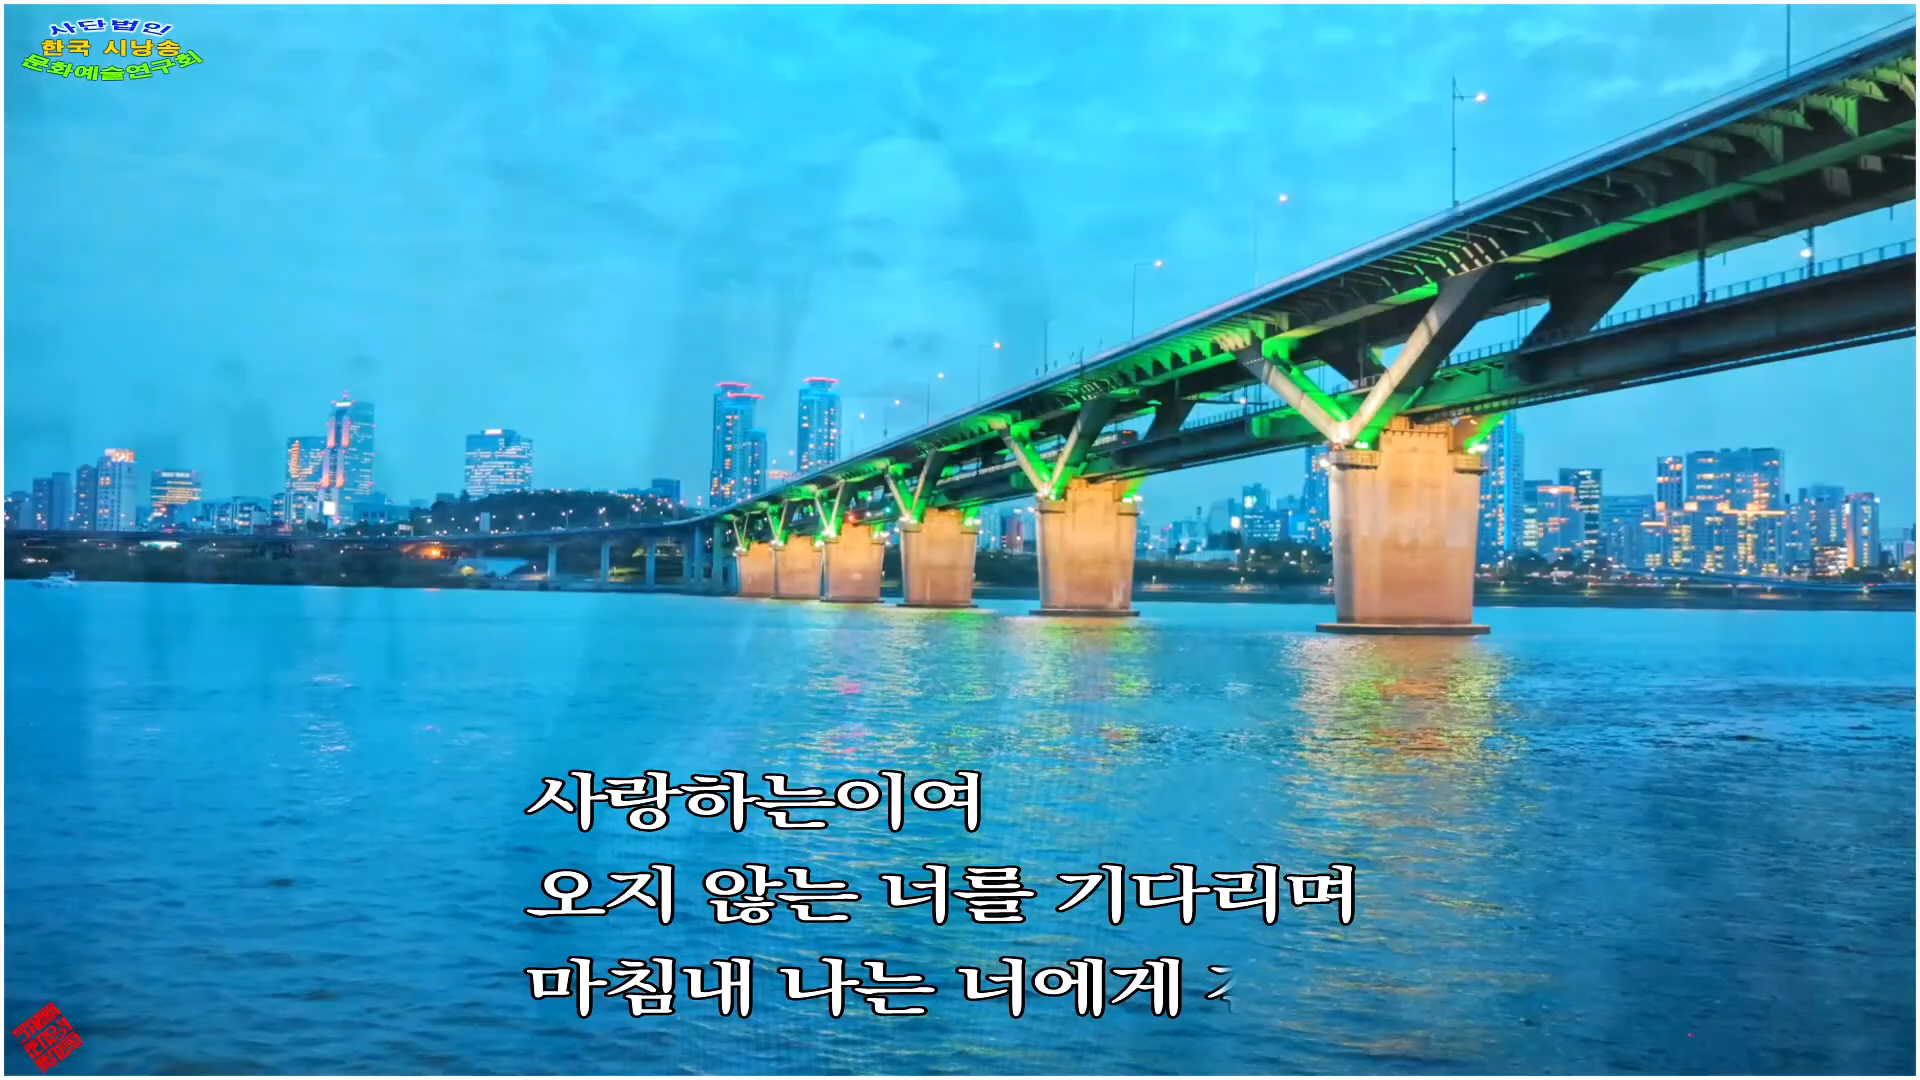 사단법인
한국 시낭송
문화예술연구회
사랑하는이여
오지 않는 너를 기다리며
마침내 나는 너에게